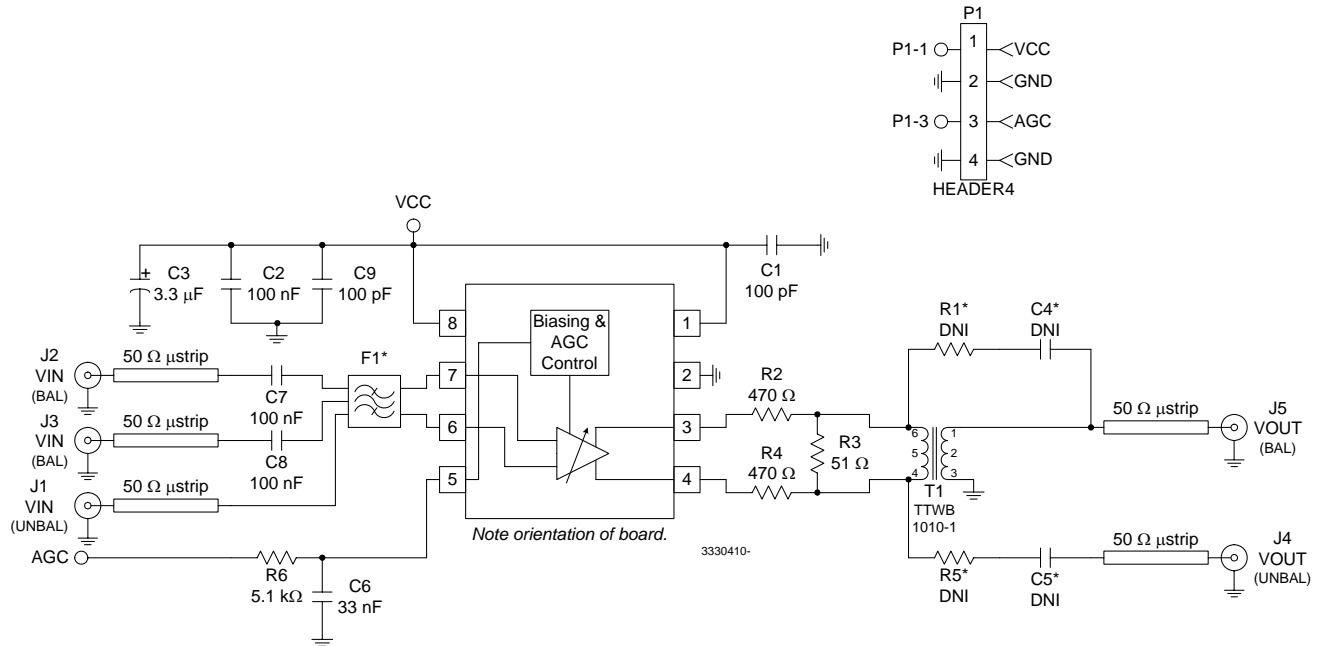 P1
P1-1
1
VCC
2
GND
P1-3
3
AGC
4
GND
HEADER4
VCC
+
C3
3.3 μF
C2
100 nF
C9
100 pF
C1
100 pF
8
Biasing &
AGC
Control
1
R1*
DNI
C4*
DNI
J2
VIN
(BAL)
50 Ω μstrip
C7
100 nF
F1*
7
2
R2
470 Ω
J3
VIN
(BAL)
50 Ω μstrip
C8
100 nF
6
3
R3
51 Ω
6
5
4
1
2
3
50 Ω μstrip
J5
VOUT
(BAL)
R4
470 Ω
J1
VIN
(UNBAL)
50 Ω μstrip
5
4
T1
TTWB
1010-1
Note orientation of board.
3330410-
AGC
R6
5.1 kΩ
C6
33 nF
R5*
DNI
C5*
DNI
50 Ω μstrip
J4
VOUT
(UNBAL)